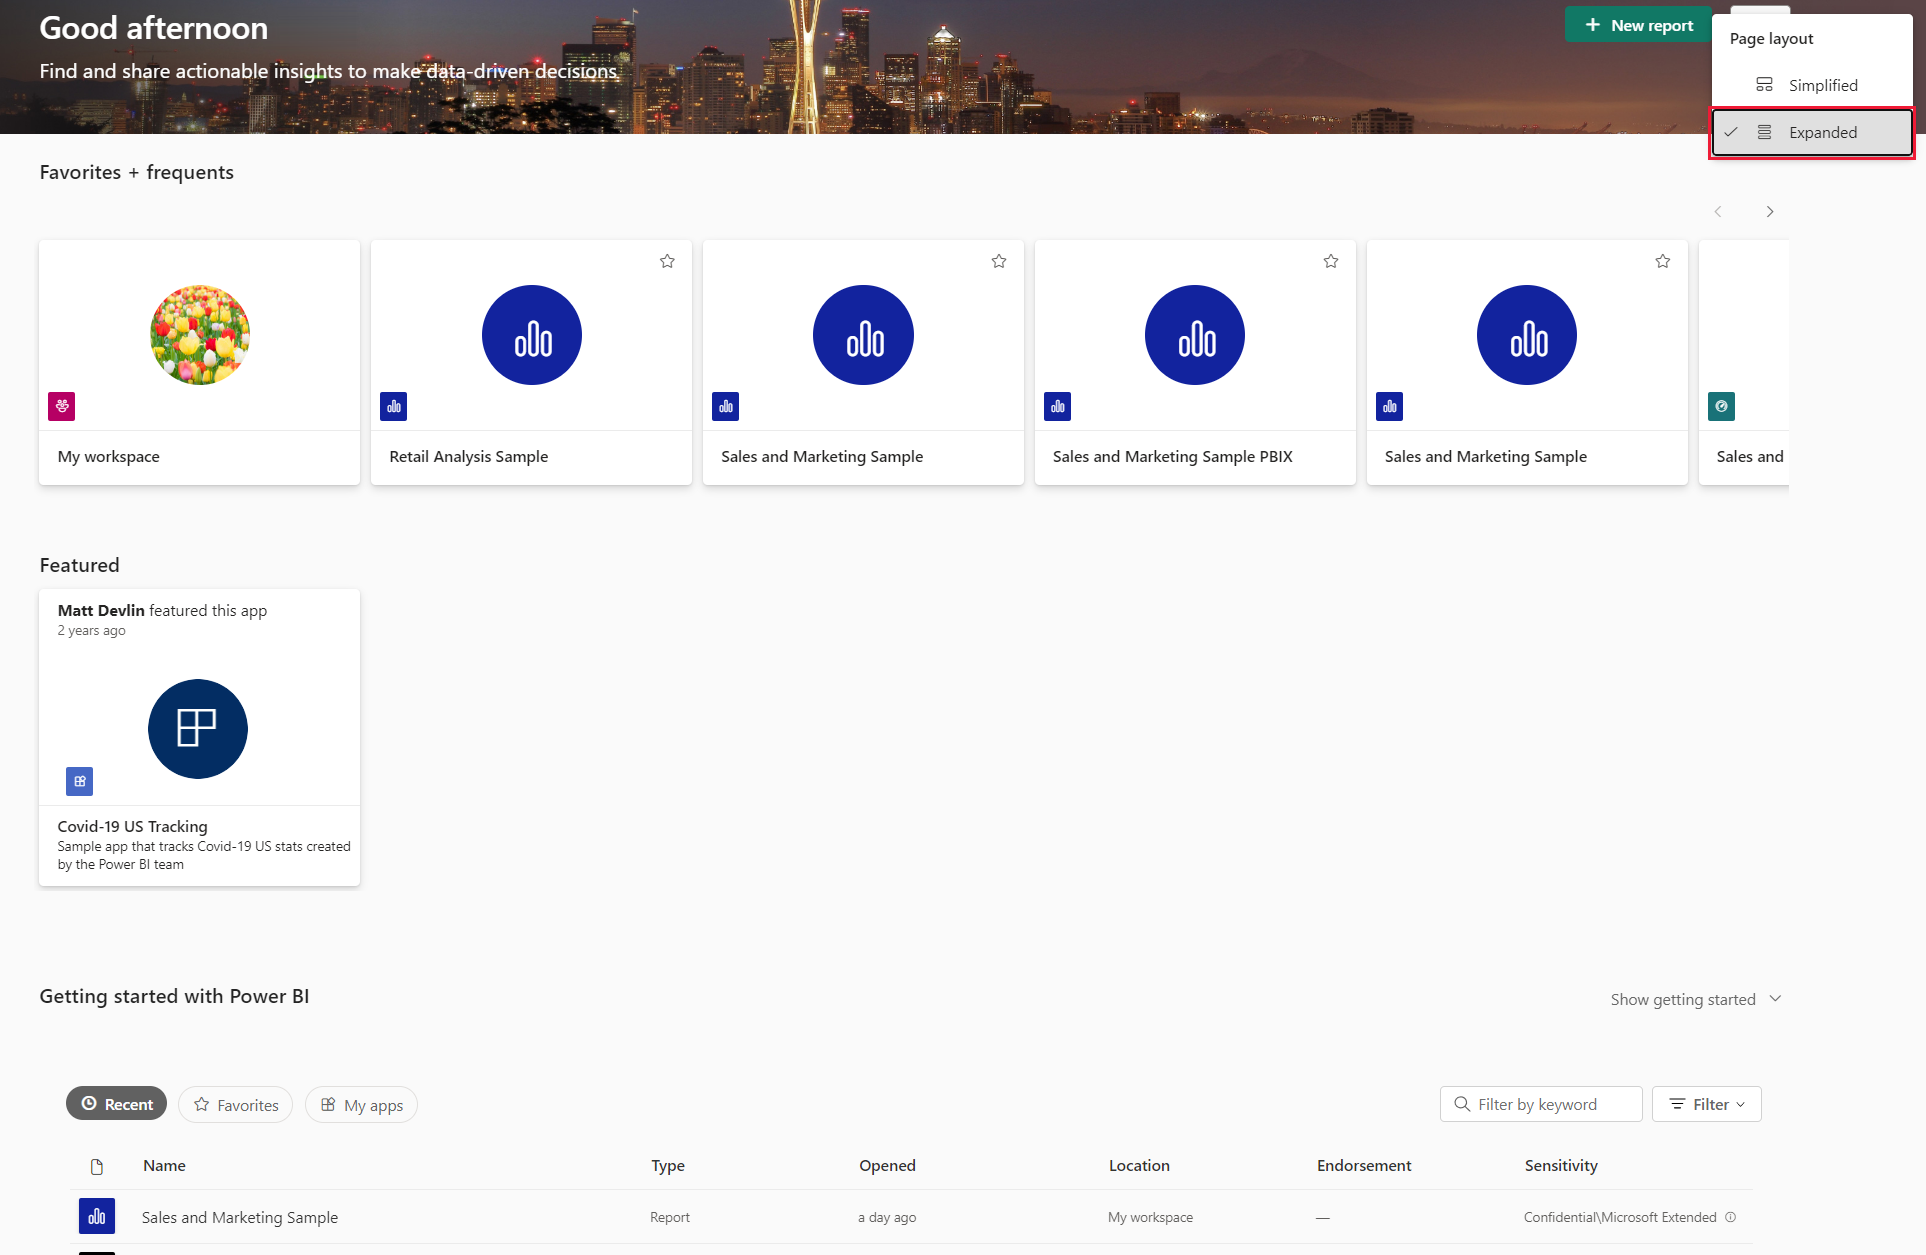 Good afternoon
Find and share actionable insights to make data-driven decisions.
New report
Page layout
Simplified
Expanded
Favorites + frequents
My workspace
Retail Analysis Sample
Sales and Marketing Sample
Sales and Marketing Sample PBIX
Sales and Marketing Sample
Sales and
Featured
Matt Devlin featured this app
2 years ago
Covid-19 US Tracking
Sample app that tracks Covid-19 US stats created
by the Power BI team
Getting started with Power BI
Show getting started
Recent
Favorites
My apps
Filter by keyword
Filter
Name Type Opened Location Endorsement Sensitivity
Sales and Marketing Sample Report a day ago My workspace — Confidential\Microsoft Extended